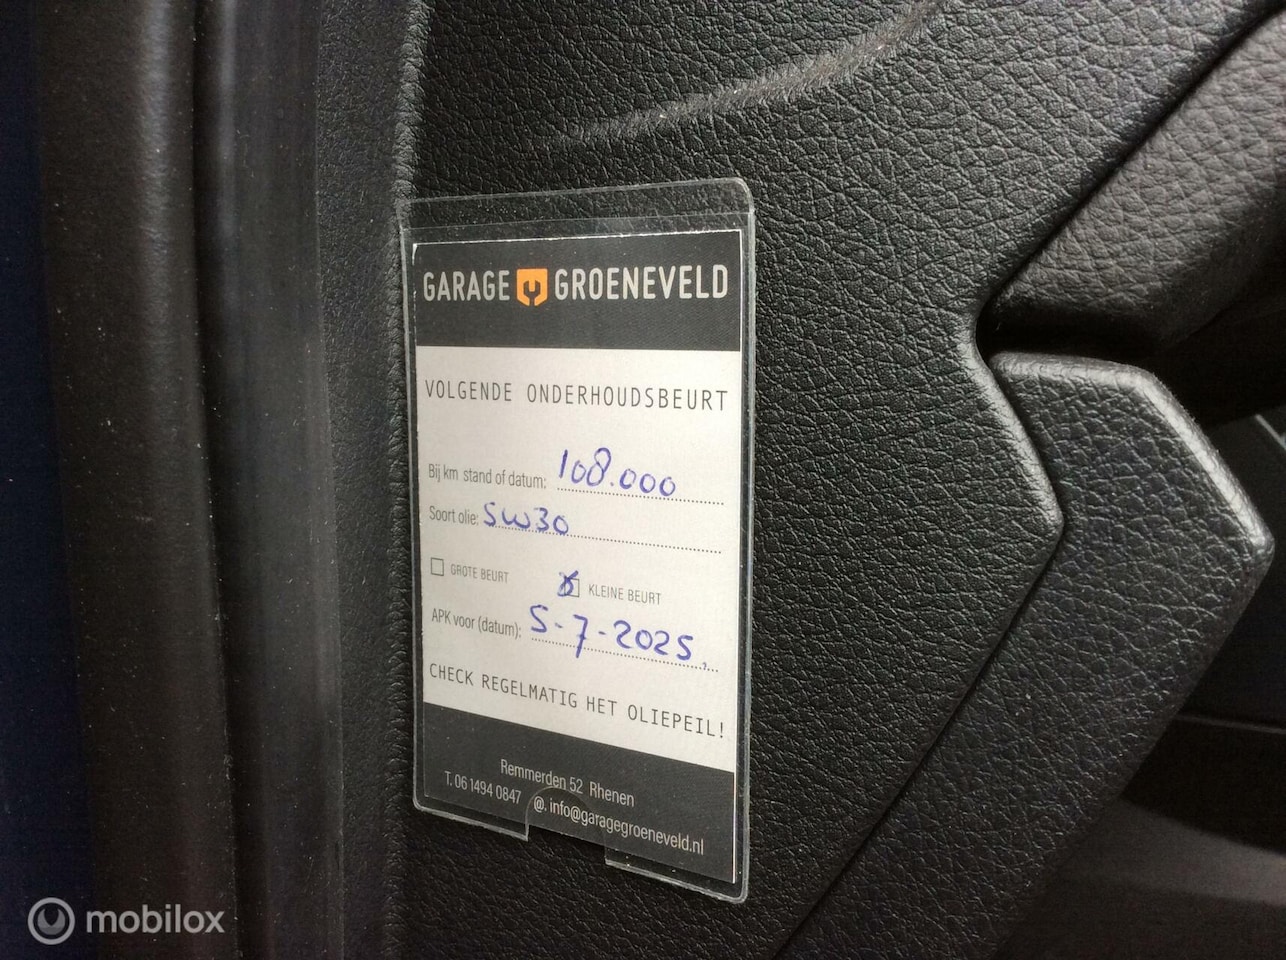 GARAGE GROENEVELD
VOLGENDE ONDERHOUDSBEURT
Bij km stand of datum: 108.000
Soort olie: 5W30
GROTE BEURT KLEINE BEURT
APK voor (datum): 5-7-2025
CHECK REGELMATIG HET OLIEPEIL!
Remmerden 52 Rhenen
T. 06 1494 0847 @. info@garagegroeneveld.nl
mobilox